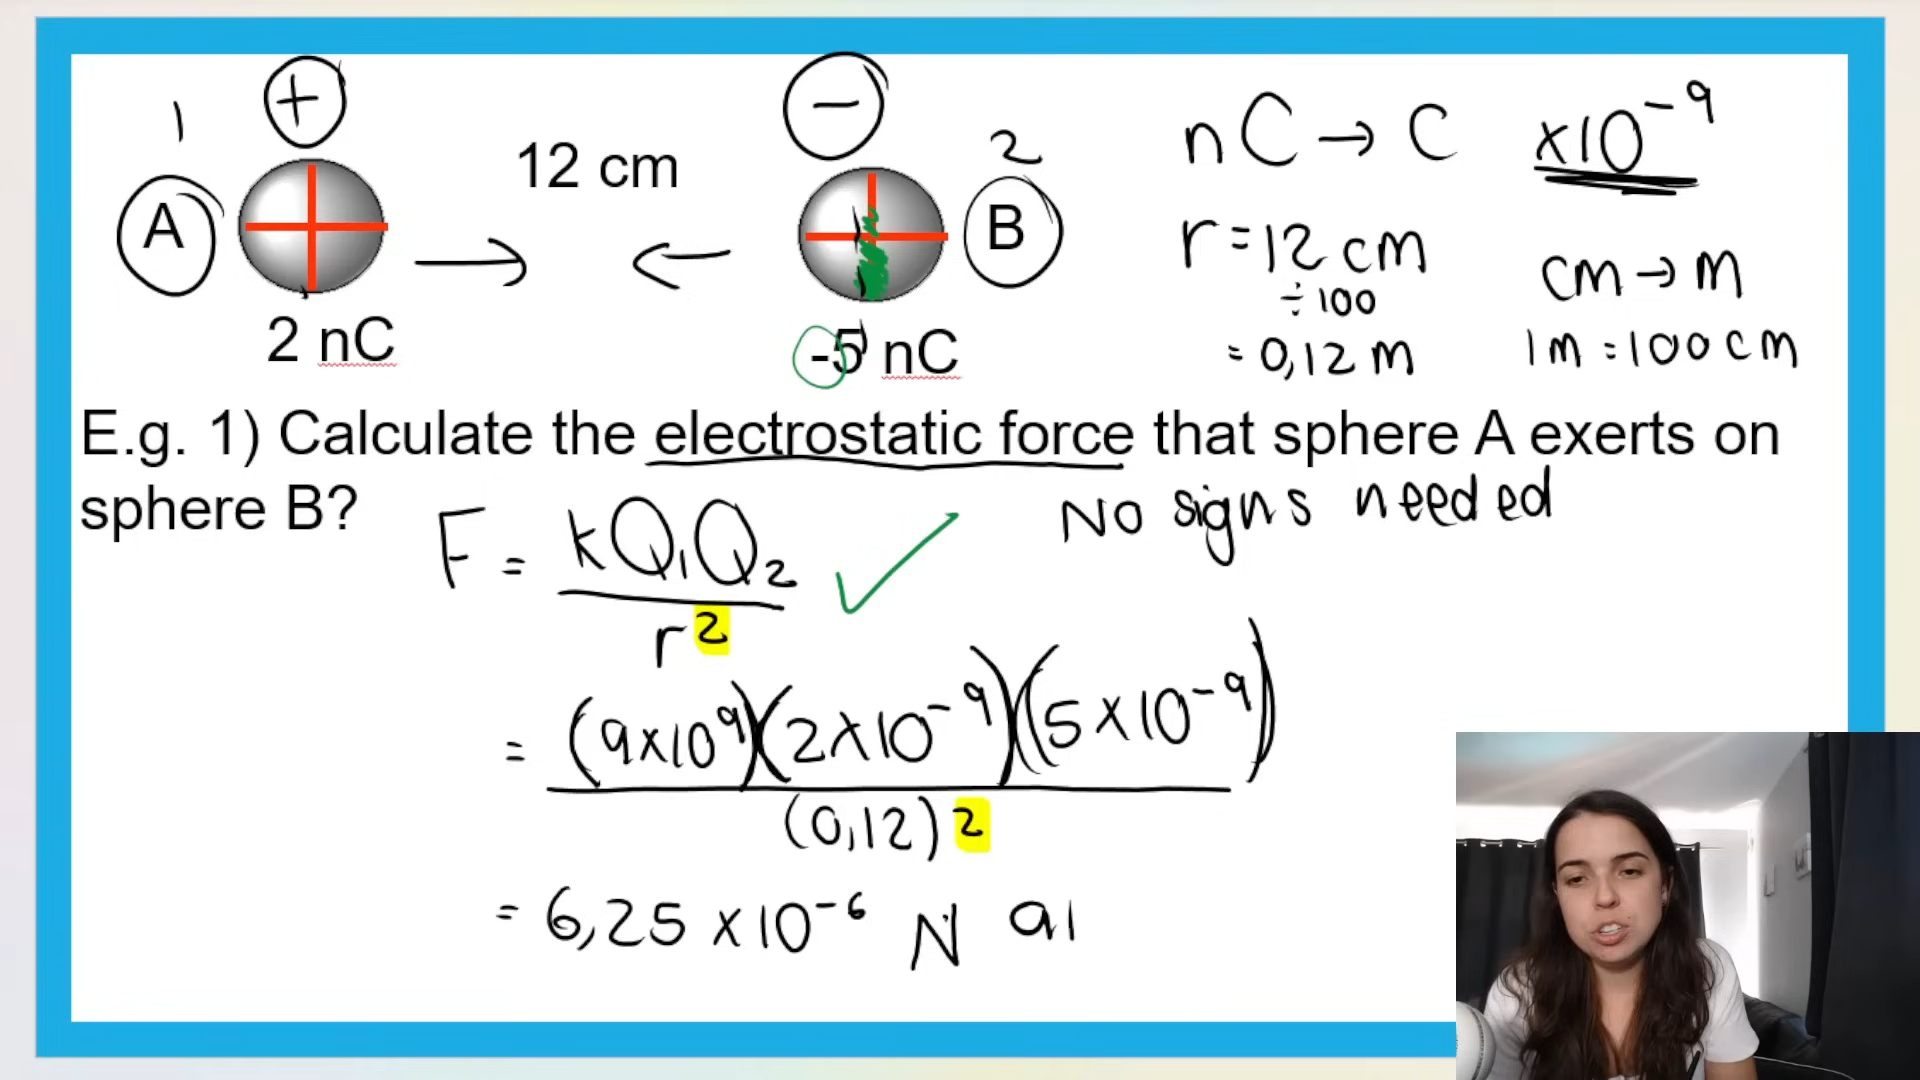 1 + − 2
A 12 cm B
2 nC -5 nC
nC → C ×10⁻⁹
r = 12 cm
÷ 100
= 0,12 m
cm → m
1m = 100 cm
E.g. 1) Calculate the electrostatic force that sphere A exerts on
sphere B?
No signs needed
F = kQ₁Q₂
r²
= (9×10⁹)(2×10⁻⁹)(5×10⁻⁹)
(0,12)²
= 6,25 ×10⁻⁶ N a